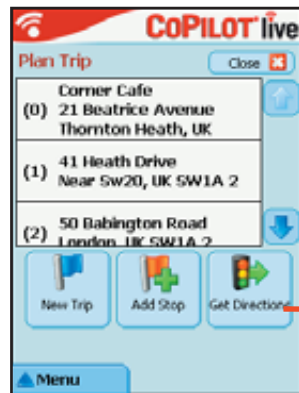 CoPilot live
Plan Trip
Close
(0) Corner Cafe
21 Beatrice Avenue
Thornton Heath, UK
(1) 41 Heath Drive
Near Sw20, UK SW1A 2
(2) 50 Babington Road
London, UK SW1A 2
New Trip
Add Stop
Get Directions
Menu